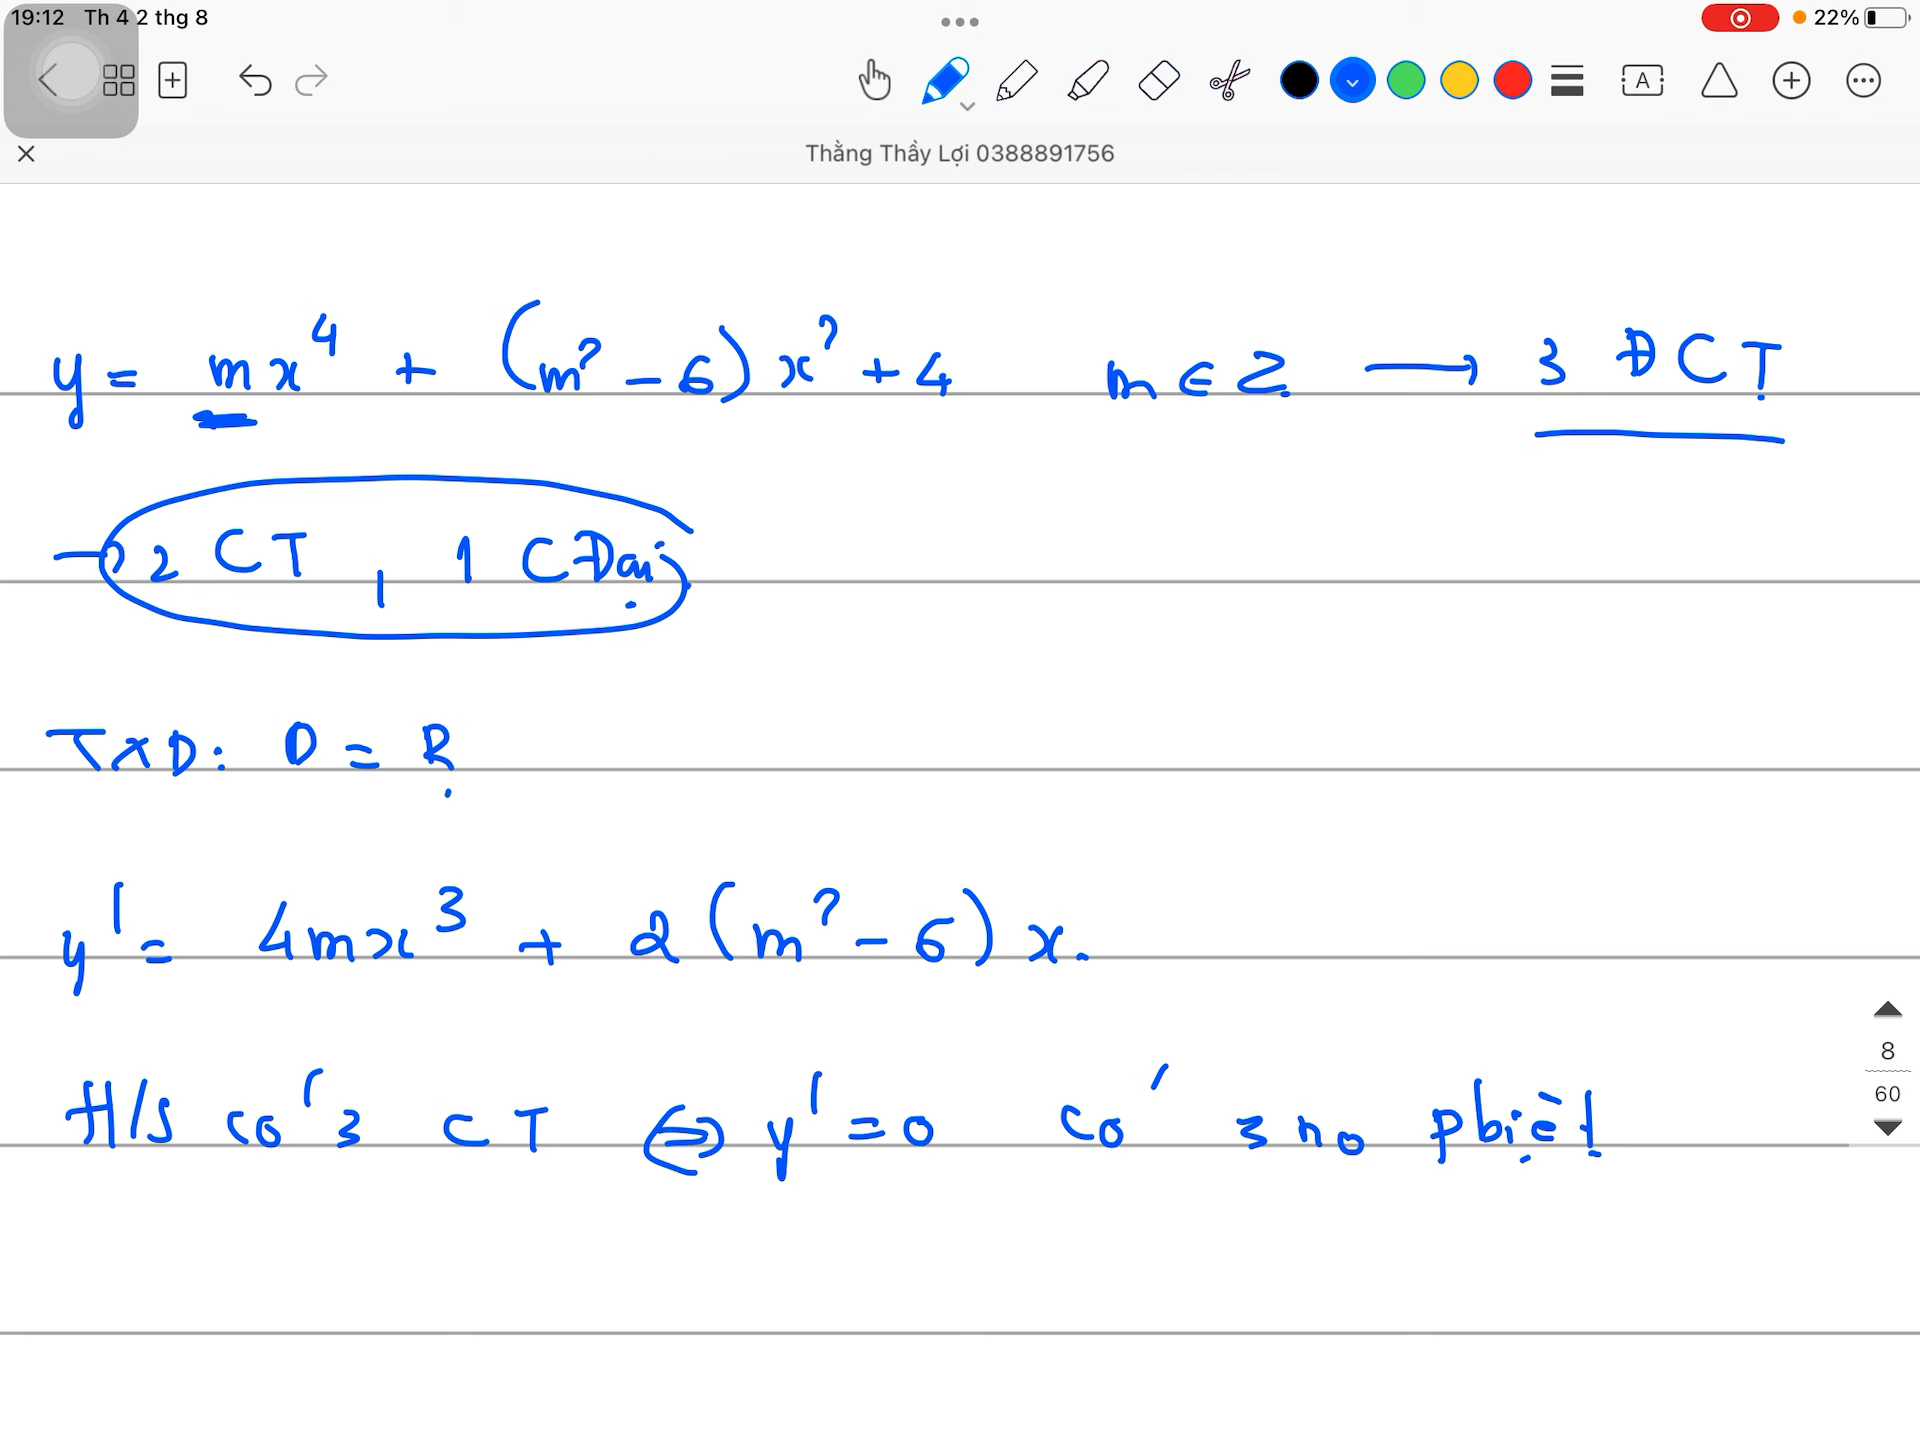 19:12 Th 4 2 thg 8
22%
A
Thằng Thầy Lợi 0388891756
y = mx⁴ + (m² - 6) x² + 4 m ∈ Z → 3 ĐCT
→ 2 CT, 1 CĐại
TXD: D = R
y' = 4mx³ + 2(m² - 6)x.
H/s có 3 CT ⇔ y' = 0 có 3 no pbiệt
8
60